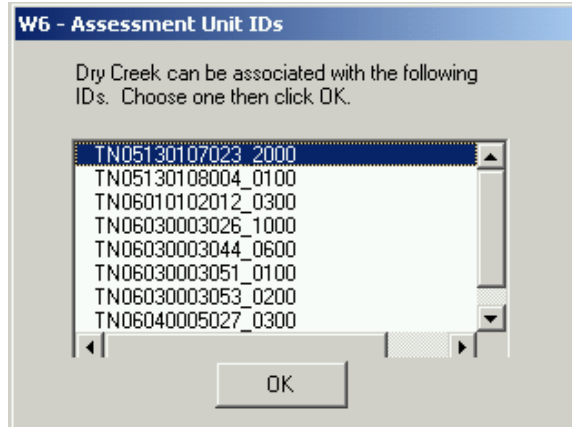 W6 - Assessment Unit IDs
Dry Creek can be associated with the following
IDs.  Choose one then click OK.
TN05130107023_2000
TN05130108004_0100
TN06010102012_0300
TN06030003026_1000
TN06030003044_0600
TN06030003051_0100
TN06030003053_0200
TN06040005027_0300
OK